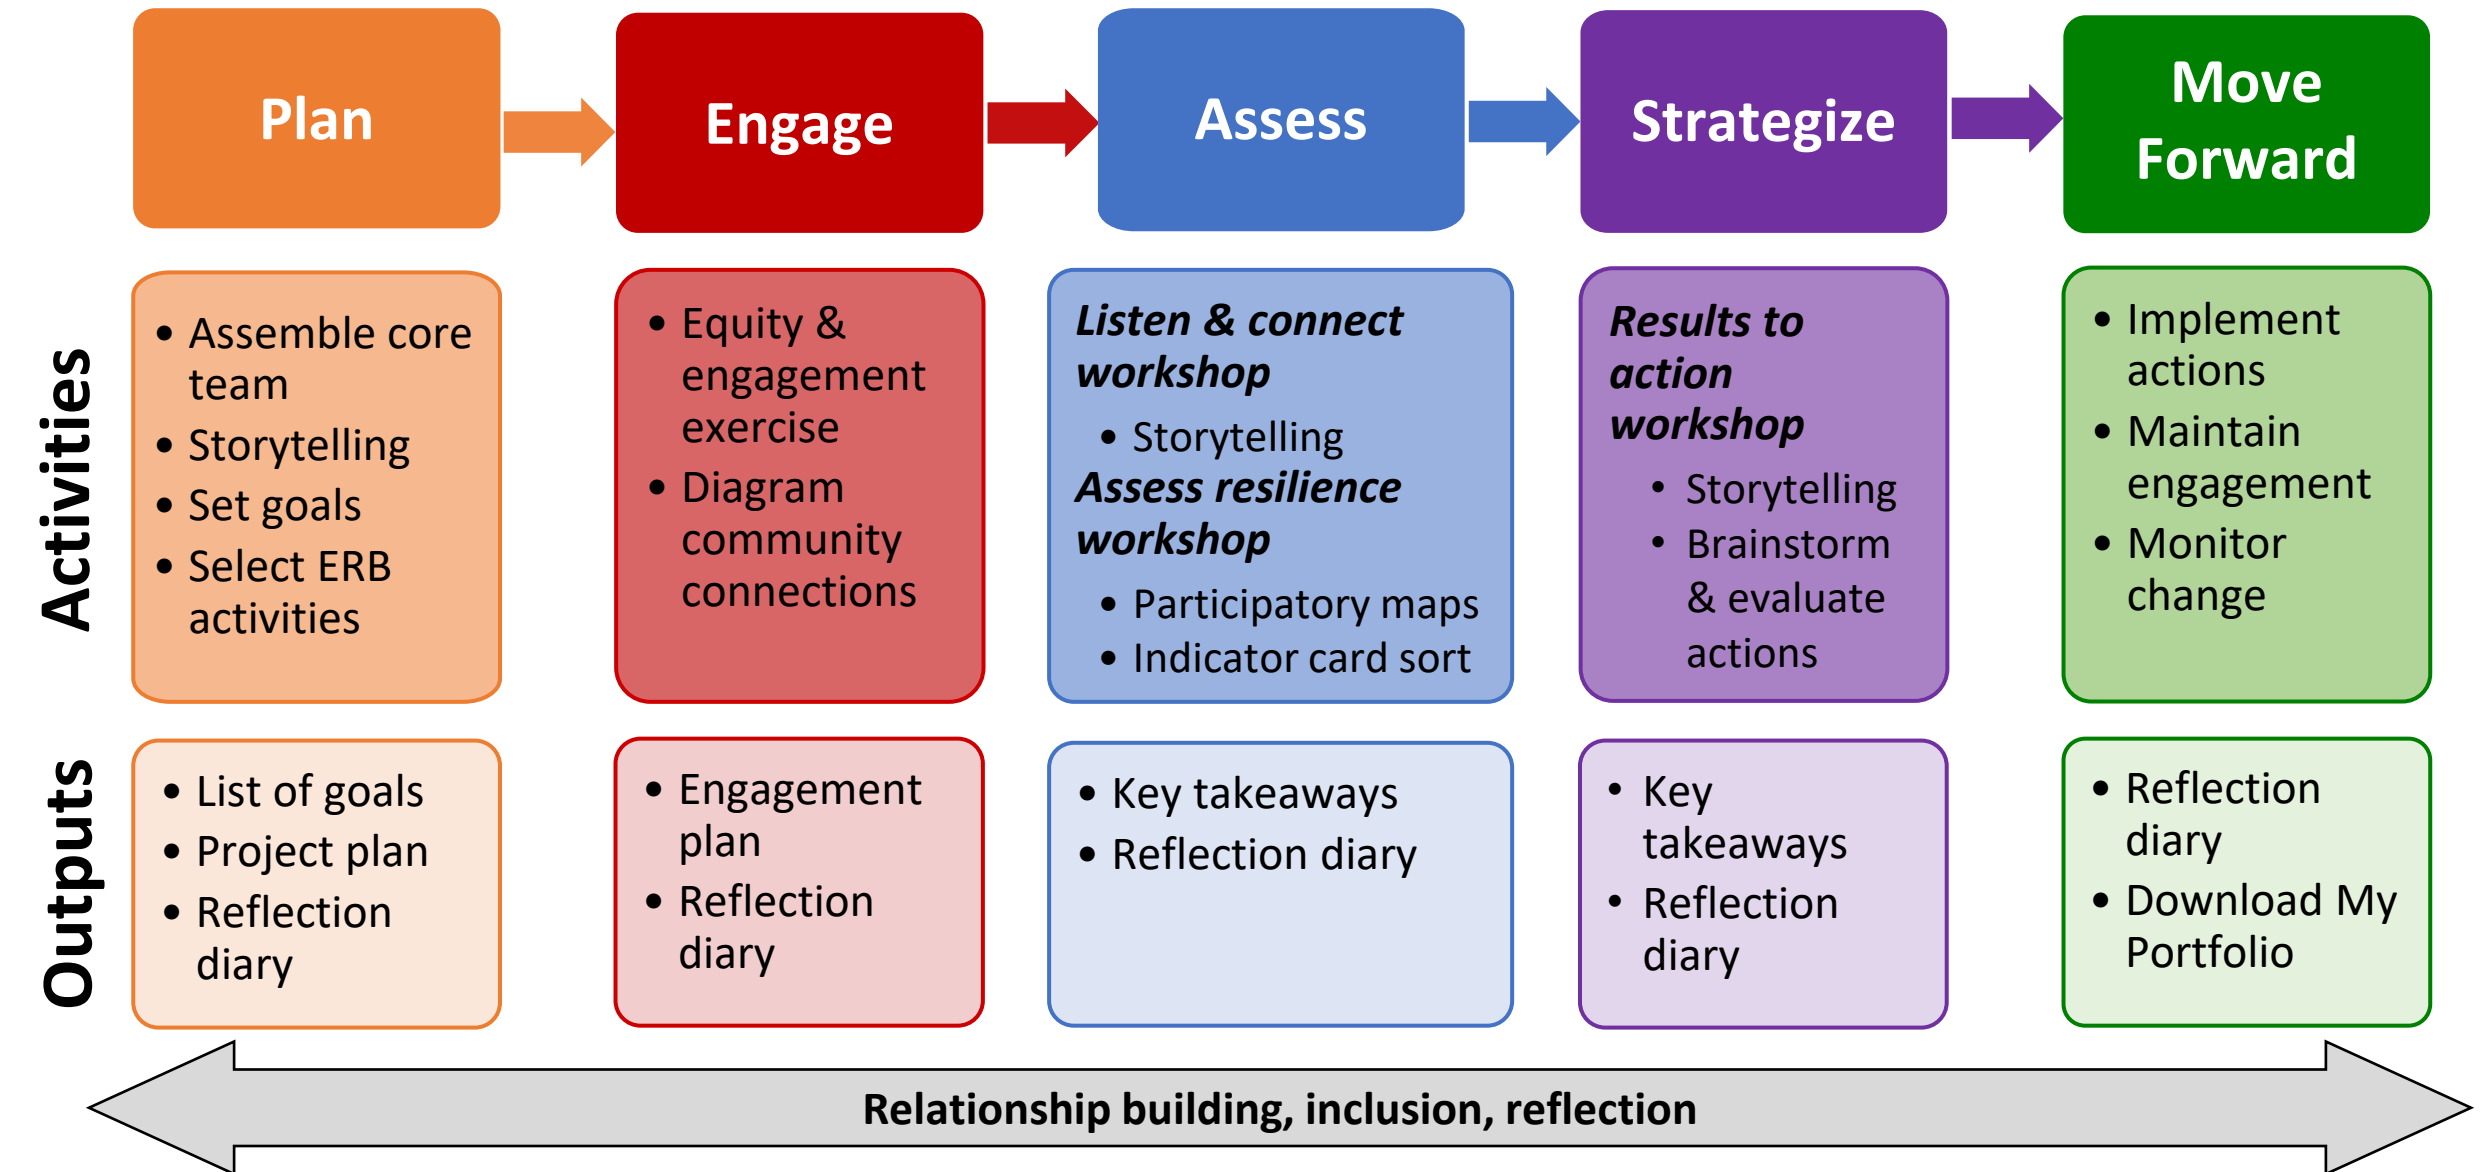 Plan
Engage
Assess
Strategize
Move
Forward
Activities
• Assemble core
team
• Storytelling
• Set goals
• Select ERB
activities
• Equity &
engagement
exercise
• Diagram
community
connections
Listen & connect
workshop
• Storytelling
Assess resilience
workshop
• Participatory maps
• Indicator card sort
Results to
action
workshop
• Storytelling
• Brainstorm
& evaluate
actions
• Implement
actions
• Maintain
engagement
• Monitor
change
Outputs
• List of goals
• Project plan
• Reflection
diary
• Engagement
plan
• Reflection
diary
• Key takeaways
• Reflection diary
• Key
takeaways
• Reflection
diary
• Reflection
diary
• Download My
Portfolio
Relationship building, inclusion, reflection